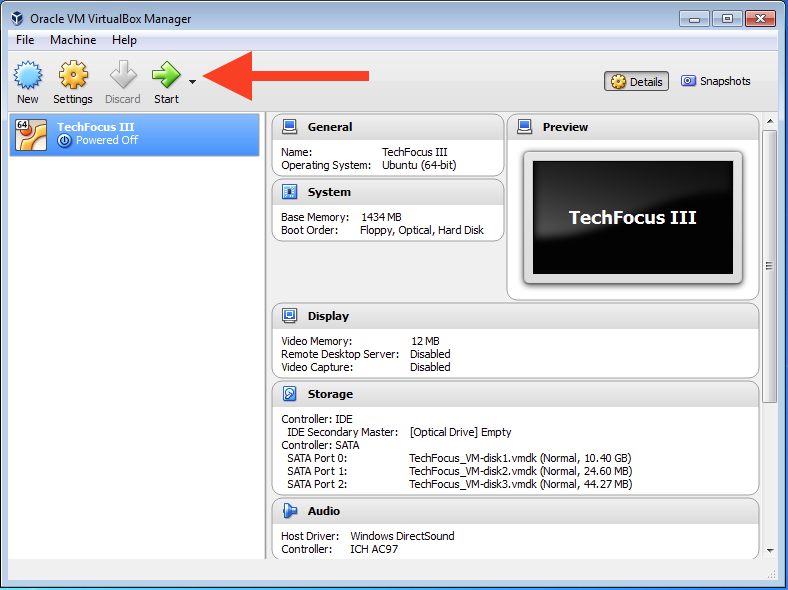 Oracle VM VirtualBox Manager
File Machine Help
New Settings Discard Start Details Snapshots
64 TechFocus III
Powered Off
General
Name: TechFocus III
Operating System: Ubuntu (64-bit)
System
Base Memory: 1434 MB
Boot Order: Floppy, Optical, Hard Disk
Preview
TechFocus III
Display
Video Memory: 12 MB
Remote Desktop Server: Disabled
Video Capture: Disabled
Storage
Controller: IDE
IDE Secondary Master: [Optical Drive] Empty
Controller: SATA
SATA Port 0: TechFocus_VM-disk1.vmdk (Normal, 10.40 GB)
SATA Port 1: TechFocus_VM-disk2.vmdk (Normal, 24.60 MB)
SATA Port 2: TechFocus_VM-disk3.vmdk (Normal, 44.27 MB)
Audio
Host Driver: Windows DirectSound
Controller: ICH AC97